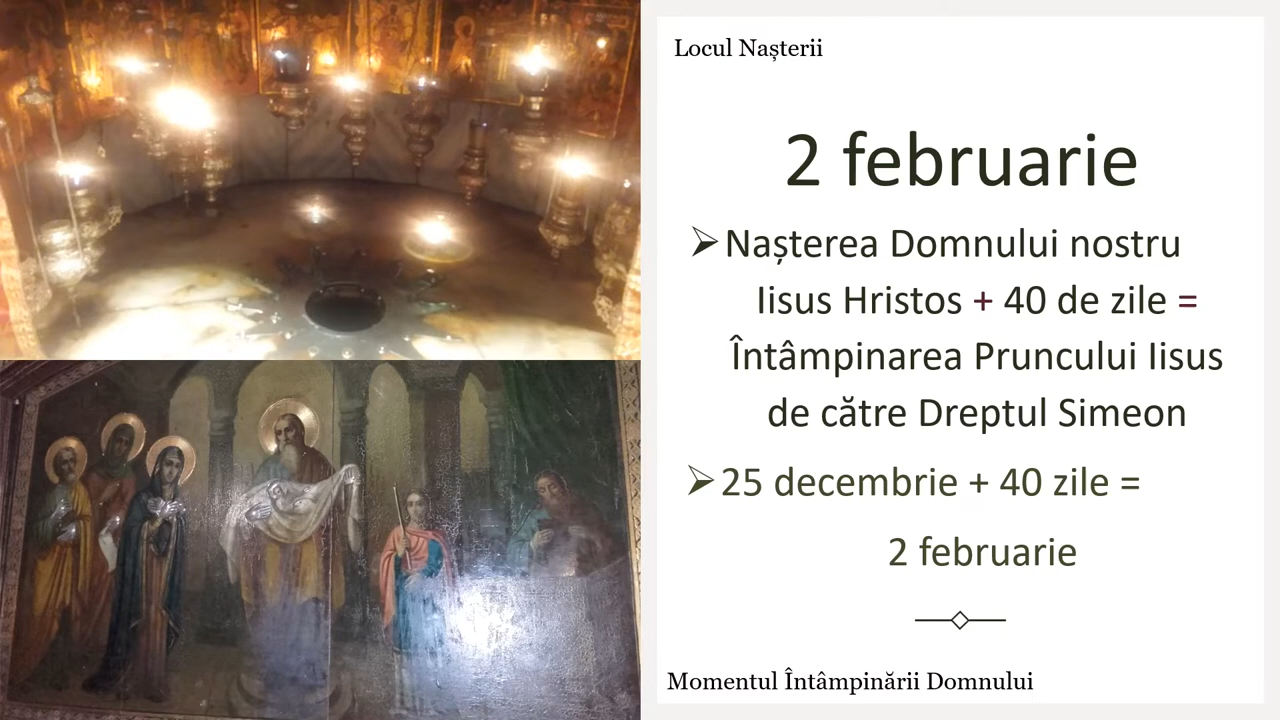 Locul Nașterii
2 februarie
➢ Nașterea Domnului nostru
Iisus Hristos + 40 de zile =
Întâmpinarea Pruncului Iisus
de către Dreptul Simeon
➢ 25 decembrie + 40 zile =
2 februarie
Momentul Întâmpinării Domnului